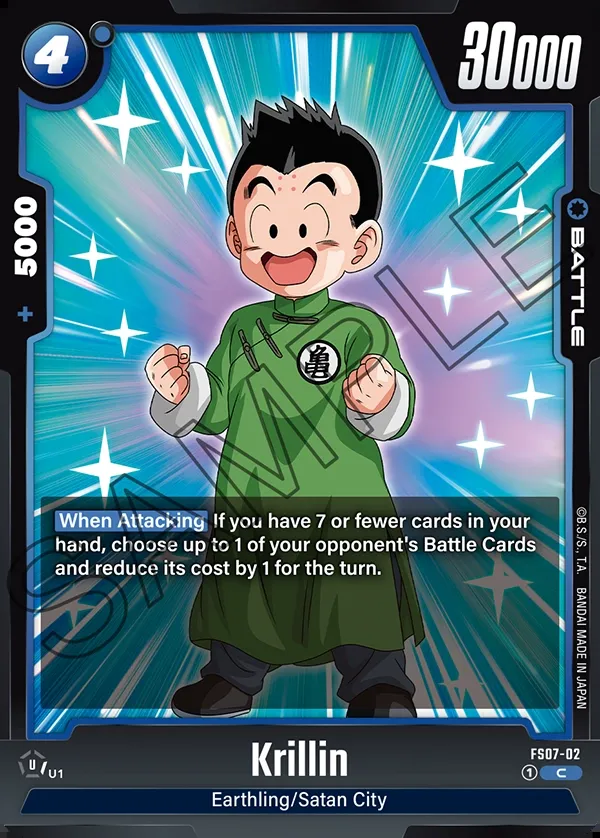 4
30000
+ 5000
BATTLE
亀
SAMPLE
When Attacking If you have 7 or fewer cards in your
hand, choose up to 1 of your opponent's Battle Cards
and reduce its cost by 1 for the turn.
©B.S./S., T.A. BANDAI MADE IN JAPAN
U/U1
Krillin
FS07-02
① C
Earthling/Satan City